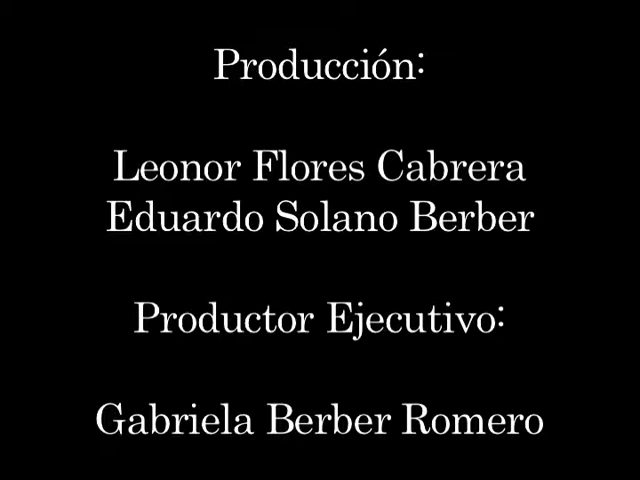 Producción:
Leonor Flores Cabrera
Eduardo Solano Berber
Productor Ejecutivo:
Gabriela Berber Romero